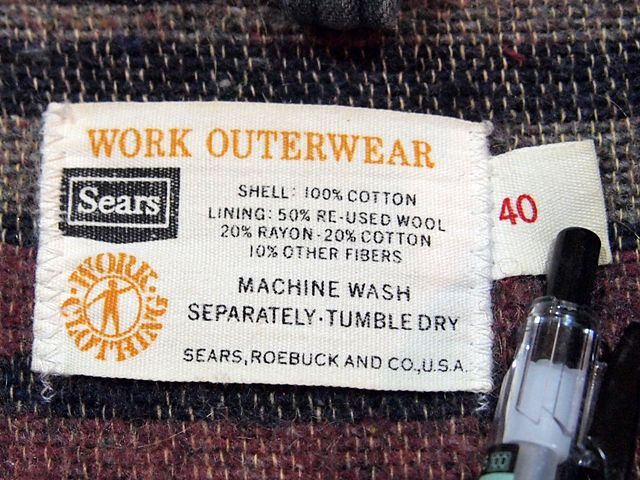 WORK OUTERWEAR
Sears
SHELL: 100% COTTON
LINING: 50% RE-USED WOOL
20% RAYON-20% COTTON
10% OTHER FIBERS
40
WORK
CLOTHING
MACHINE WASH
SEPARATELY·TUMBLE DRY
SEARS, ROEBUCK AND CO., U.S.A.
100